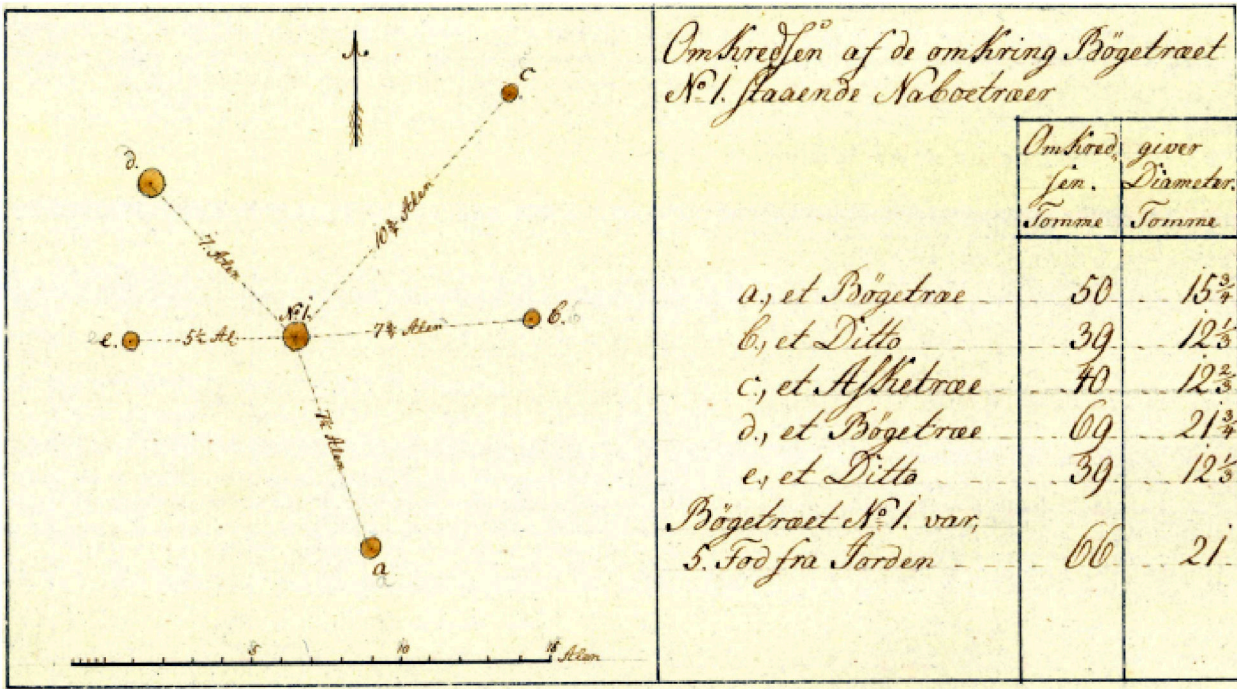 c
d.
10¾ Alen
7. Alen
No 1.
e.
5½ Al.
7¾ Alen
b.
7¼ Alen
a
5
10
15
Alen
Omkredsen af de omkring Bögetræet
No 1. staaende Naboetræer
Omkred, giver
sen. Diameter.
Tomme Tomme
a, et Bögetræe 50 15¾
b, et Ditto 39 12⅓
c, et Asketræe 40 12⅔
d, et Bögetræe 69 21¾
e, et Ditto 39 12⅓
Bögetræet No 1. var,
5. Fod fra Jorden 66 21